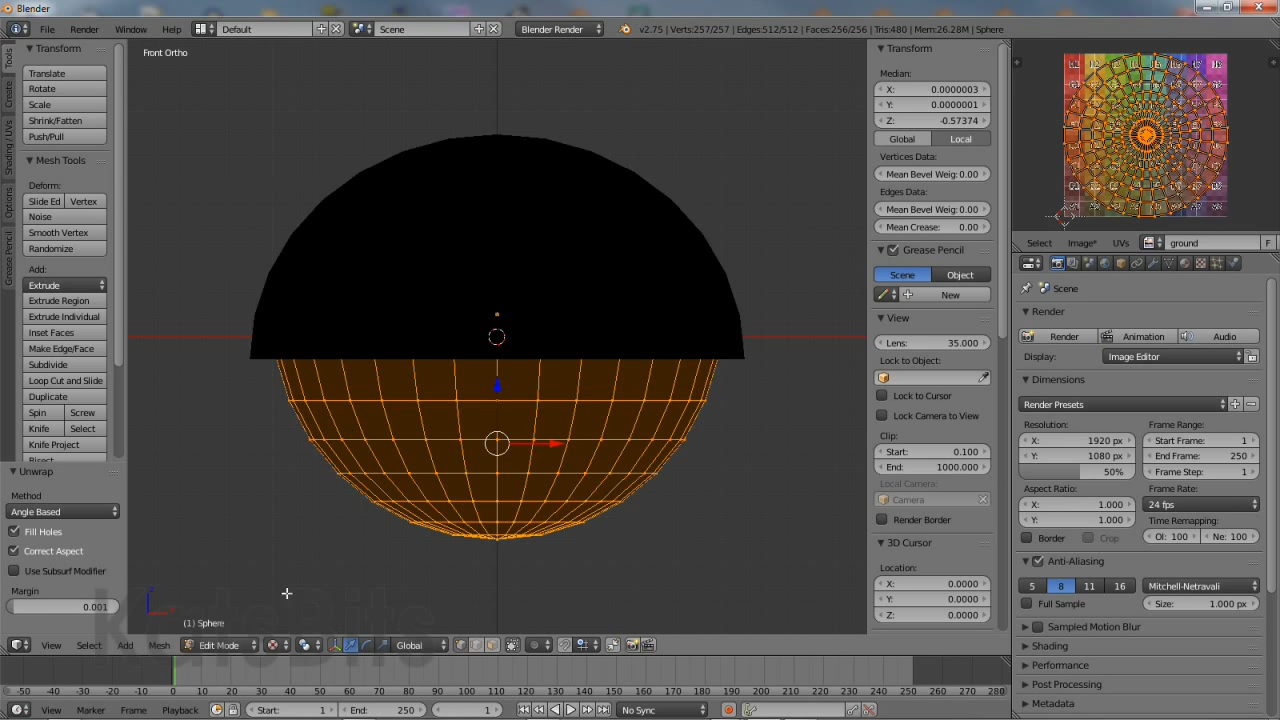 Blender
File Render Window Help Default Scene Blender Render v2.75 | Verts:257/257 | Edges:512/512 | Faces:256/256 | Tris:480 | Mem:26.28M | Sphere
Tools
Create
Shading / UVs
Options
Grease Pencil
Transform
Translate
Rotate
Scale
Shrink/Fatten
Push/Pull
Mesh Tools
Deform:
Slide Ed Vertex
Noise
Smooth Vertex
Randomize
Add:
Extrude
Extrude Region
Extrude Individual
Inset Faces
Make Edge/Face
Subdivide
Loop Cut and Slide
Duplicate
Spin Screw
Knife Select
Knife Project
Bisect
Unwrap
Method
Angle Based
Fill Holes
Correct Aspect
Use Subsurf Modifier
Margin
0.001
Front Ortho
(1) Sphere
KatsBits
View Select Add Mesh Edit Mode Global
Transform
Median:
X: 0.0000003
Y: 0.0000001
Z: -0.57374
Global Local
Vertices Data:
Mean Bevel Weig: 0.00
Edges Data:
Mean Bevel Weig: 0.00
Mean Crease: 0.00
Grease Pencil
Scene Object
New
View
Lens: 35.000
Lock to Object:
Lock to Cursor
Lock Camera to View
Clip:
Start: 0.100
End: 1000.000
Local Camera:
Camera
Render Border
3D Cursor
Location:
X: 0.0000
Y: 0.0000
Z: 0.0000
Select Image* UVs ground F
Scene
Render
Render Animation Audio
Display: Image Editor
Dimensions
Render Presets
Resolution: Frame Range:
X: 1920 px Start Frame: 1
Y: 1080 px End Frame: 250
50% Frame Step: 1
Aspect Ratio: Frame Rate:
X: 1.000 24 fps
Y: 1.000 Time Remapping:
Border Crop Ol: 100 Ne: 100
Anti-Aliasing
5 8 11 16 Mitchell-Netravali
Full Sample Size: 1.000 px
Sampled Motion Blur
Shading
Performance
Post Processing
Metadata
-50 -40 -30 -20 -10 0 10 20 30 40 50 60 70 80 90 100 110 120 130 140 150 160 170 180 190 200 210 220 230 240 250 260 270 280
View Marker Frame Playback Start: 1 End: 250 1 No Sync